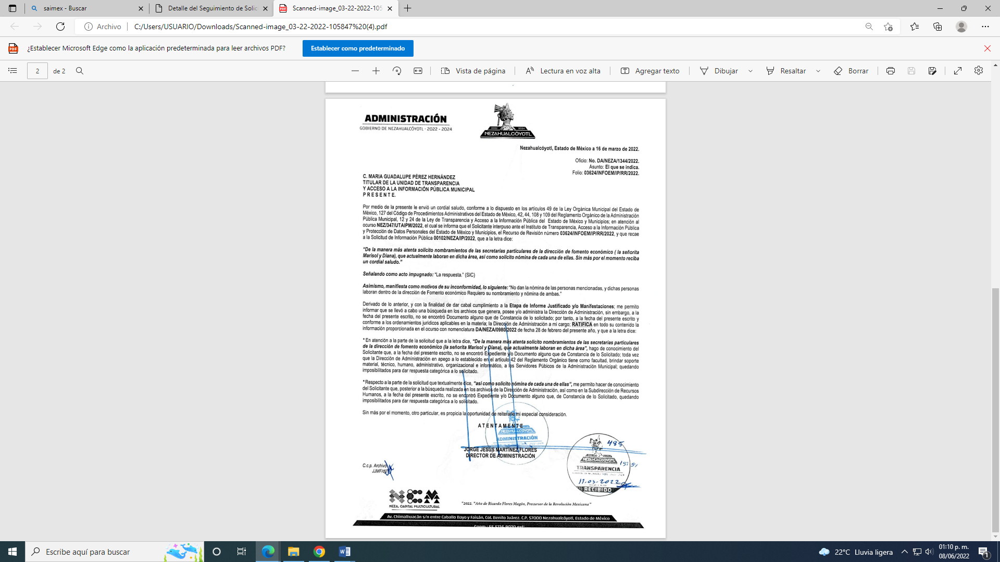 saimex - Buscar
Detalle del Seguimiento de Solic
Scanned-image_03-22-2022-105
Archivo
C:/Users/USUARIO/Downloads/Scanned-image_03-22-2022-105847%20(4).pdf
¿Establecer Microsoft Edge como la aplicación predeterminada para leer archivos PDF?
Establecer como predeterminado
2 de 2
Vista de página
Lectura en voz alta
Agregar texto
Dibujar
Resaltar
Borrar
ADMINISTRACIÓN
GOBIERNO DE NEZAHUALCÓYOTL · 2022 - 2024
2022 2024
NEZAHUALCÓYOTL
Nezahualcóyotl, Estado de México a 16 de marzo de 2022.
Oficio: No. DA/NEZA/1344/2022.
Asunto: El que se indica.
Folio: 03624/INFOEM/IP/RR/2022.
C. MARIA GUADALUPE PÉREZ HERNÁNDEZ
TITULAR DE LA UNIDAD DE TRANSPARENCIA
Y ACCESO A LA INFORMACIÓN PÚBLICA MUNICIPAL
P R E S E N T E.
Por medio de la presente le envió un cordial saludo, conforme a lo dispuesto en los artículos 49 de la Ley Orgánica Municipal del Estado de
México, 127 del Código de Procedimientos Administrativos del Estado de México, 42, 44, 108 y 109 del Reglamento Orgánico de la Administración
Pública Municipal, 12 y 24 de la Ley de Transparencia y Acceso a la Información Pública del Estado de México y Municipios; en atención al
ocurso NEZ/347/UTAIPM/2022, el cual se informa que el Solicitante interpuso ante el Instituto de Transparencia, Acceso a la Información Pública
y Protección de Datos Personales del Estado de México y Municipios, el Recurso de Revisión número 03624/INFOEM/IP/RR/2022, y que recae
a la Solicitud de Información Pública 00102/NEZA/IP/2022, que a la letra dice:
"De la manera más atenta solicito nombramientos de las secretarias particulares de la dirección de fomento económico ( la señorita
Marisol y Diana), que actualmente laboran en dicha área, así como solicito nómina de cada una de ellas. Sin más por el momento reciba
un cordial saludo."
Señalando como acto impugnado: "La respuesta." (SIC)
Asimismo, manifiesta como motivos de su inconformidad, lo siguiente: "No dan la nómina de las personas mencionadas, y dichas personas
laboran dentro de la dirección de Fomento económico Requiero su nombramiento y nómina de ambas."
Derivado de lo anterior, y con la finalidad de dar cabal cumplimiento a la Etapa de Informe Justificado y/o Manifestaciones; me permito
informar que se llevó a cabo una búsqueda en los archivos que genera, posee y/o administra la Dirección de Administración, sin embargo, a la
fecha del presente escrito, no se encontró Documento alguno que de Constancia de lo solicitado; por tanto, a la fecha del presente escrito y
conforme a los ordenamientos jurídicos aplicables en la materia; la Dirección de Administración a mi cargo; RATIFICA en todo su contenido la
información proporcionada en el ocurso con nomenclatura DA/NEZA/0980/2022 de fecha 28 de febrero del presente año, y que a la letra dice:
* En atención a la parte de la solicitud que a la letra dice, "De la manera más atenta solicito nombramientos de las secretarias particulares
de la dirección de fomento económico (la señorita Marisol y Diana), que actualmente laboran en dicha área", hago de conocimiento del
Solicitante que, a la fecha del presente escrito, no se encontró Expediente y/o Documento alguno que de Constancia de lo Solicitado; toda vez
que la Dirección de Administración en apego a lo establecido en el artículo 42 del Reglamento Orgánico tiene como facultad, brindar soporte
material, técnico, humano, administrativo, organizacional e informático, a los Servidores Púbicos de la Administración Municipal; quedando
imposibilitados para dar respuesta categórica a lo solicitado.
* Respecto a la parte de la solicitud que textualmente dice, "así como solicito nómina de cada una de ellas", me permito hacer de conocimiento
del Solicitante que, posterior a la búsqueda realizada en los archivos de la Dirección de Administración, así como en la Subdirección de Recursos
Humanos, a la fecha del presente escrito, no se encontró Expediente y/o Documento alguno que, de Constancia de lo Solicitado, quedando
imposibilitados para dar respuesta categórica a lo solicitado.
Sin más por el momento, otro particular, es propicia la oportunidad de reiterarle mi especial consideración.
A T E N T A M E N T E
NEZAHUALCÓYOTL
ADMINISTRACIÓN
JORGE JESÚS MARTÍNEZ FLORES
DIRECTOR DE ADMINISTRACIÓN
485
NEZAHUALCÓYOTL
TRANSPARENCIA
17-03-2022
RECIBIDO
C.c.p. Archivo
NCM
NEZA, CAPITAL MULTICULTURAL
"2022. "Año de Ricardo Flores Magón, Precursor de la Revolución Mexicana"
Av. Chimalhuacán s/n entre Caballo Bayo y Faisán, Col. Benito Juárez. C.P. 57000 Nezahualcóyotl, Estado de México
Escribe aquí para buscar
22°C Lluvia ligera
01:10 p. m.
08/06/2022
1